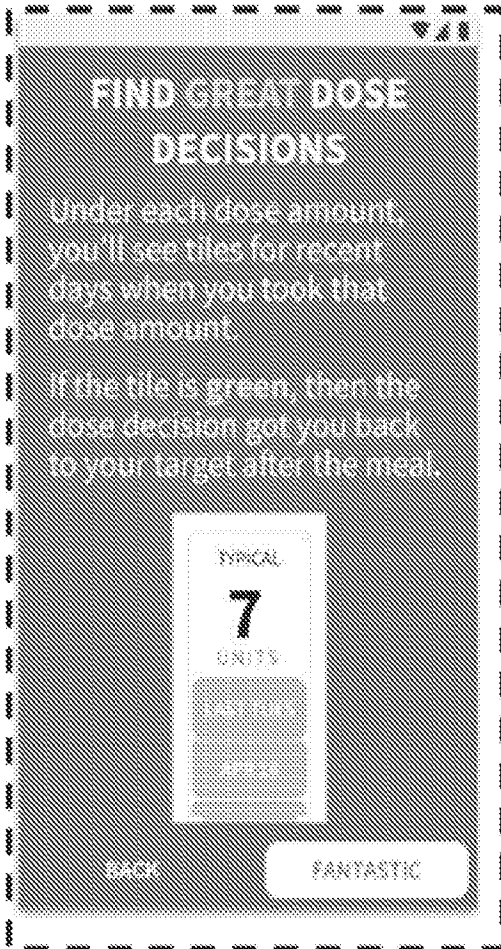 FIND GREAT DOSE
DECISIONS
Under each dose amount,
you'll see tiles for recent
days when you took that
dose amount.
If the tile is green, then the
dose decision got you back
to your target after the meal.
TYPICAL
7
UNITS
BACK
FANTASTIC